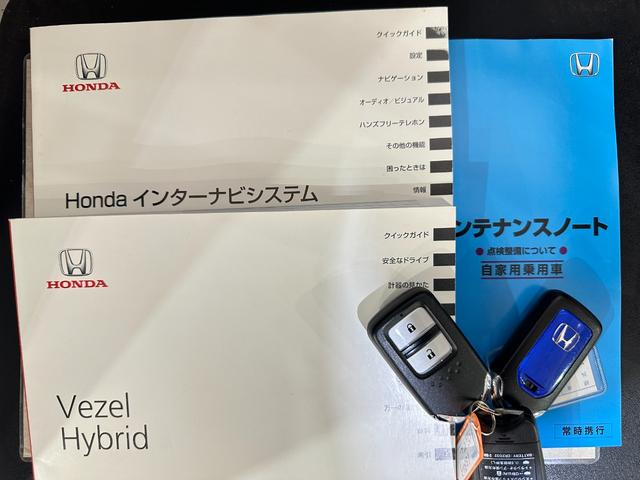 クイックガイド
設定
ナビゲーション
オーディオ／ビジュアル
ハンズフリーテレホン
その他の機能
困ったときは
情報
HONDA
Honda インターナビシステム
ンテナンスノート
● 点検整備について ●
自家用乗用車
常時携行
クイックガイド
安全なドライブ
計器の見かた
HONDA
Vezel
Hybrid